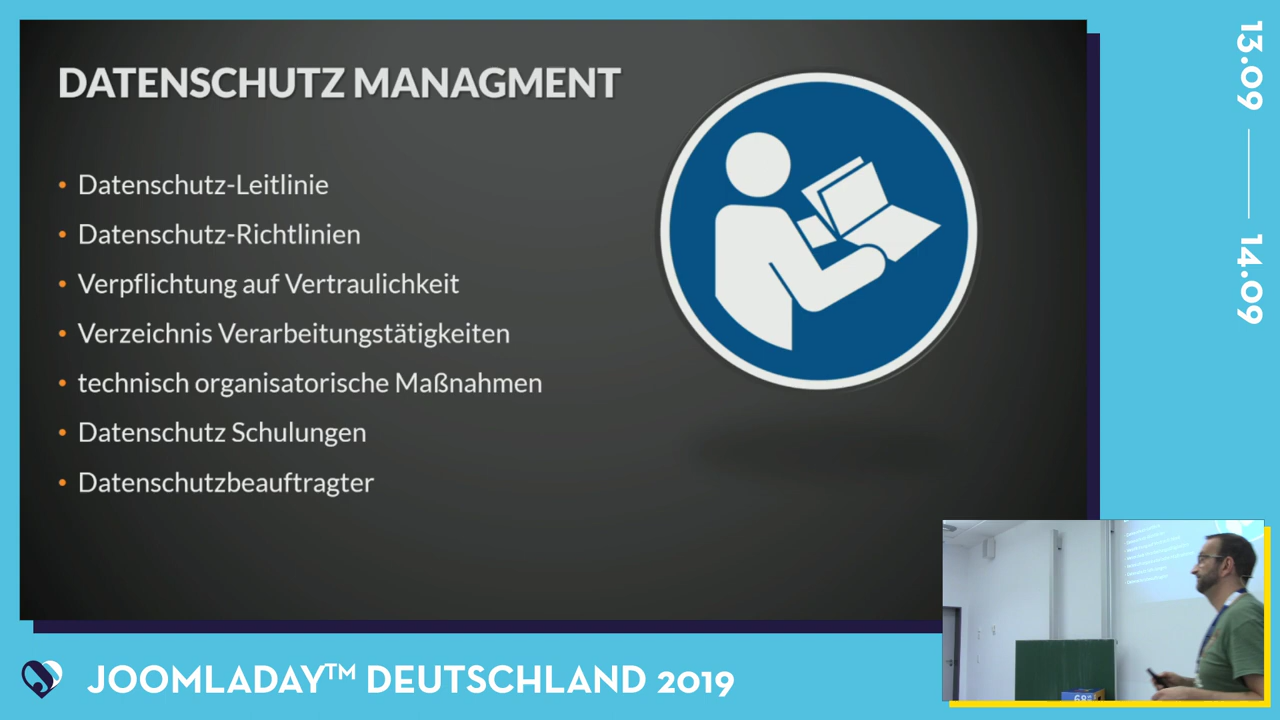 DATENSCHUTZ MANAGMENT
• Datenschutz-Leitlinie
• Datenschutz-Richtlinien
• Verpflichtung auf Vertraulichkeit
• Verzeichnis Verarbeitungstätigkeiten
• technisch organisatorische Maßnahmen
• Datenschutz Schulungen
• Datenschutzbeauftragter
13.09
14.09
JOOMLADAY™ DEUTSCHLAND 2019
68